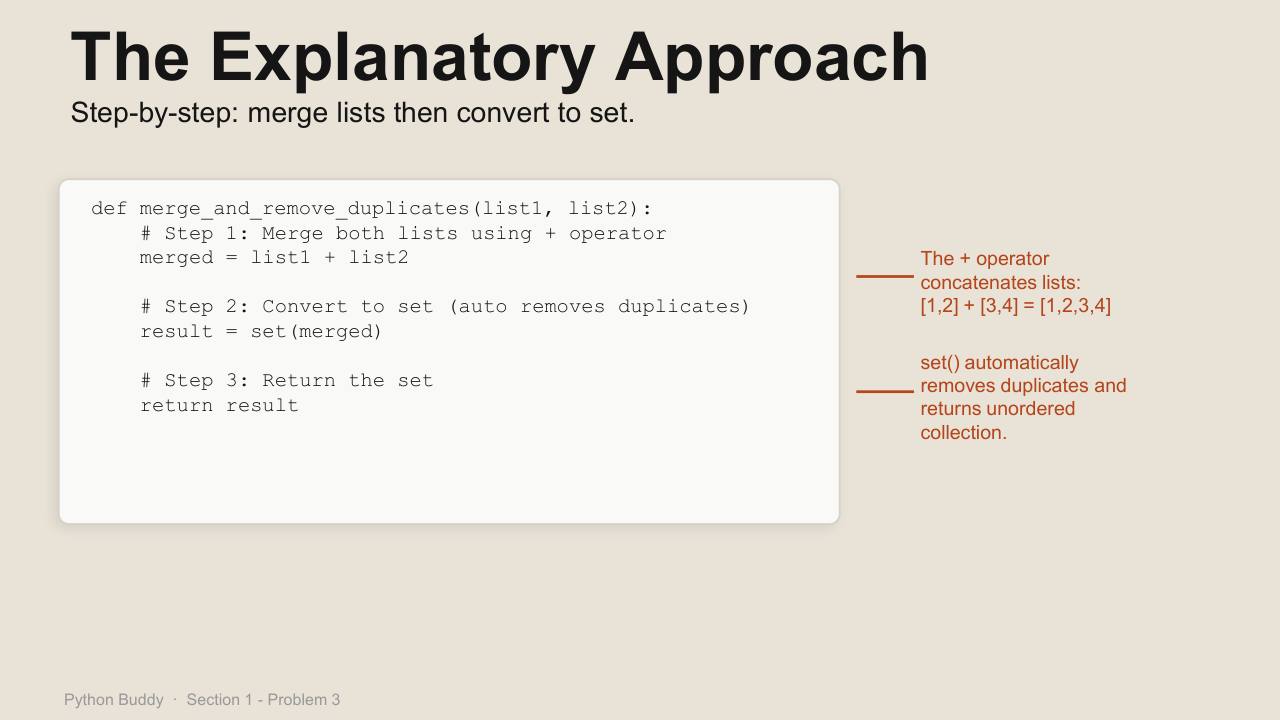 The Explanatory Approach
Step-by-step: merge lists then convert to set.
def merge_and_remove_duplicates(list1, list2):
    # Step 1: Merge both lists using + operator
    merged = list1 + list2
    # Step 2: Convert to set (auto removes duplicates)
    result = set(merged)
    # Step 3: Return the set
    return result
The + operator
concatenates lists:
[1,2] + [3,4] = [1,2,3,4]
set() automatically
removes duplicates and
returns unordered
collection.
Python Buddy · Section 1 - Problem 3